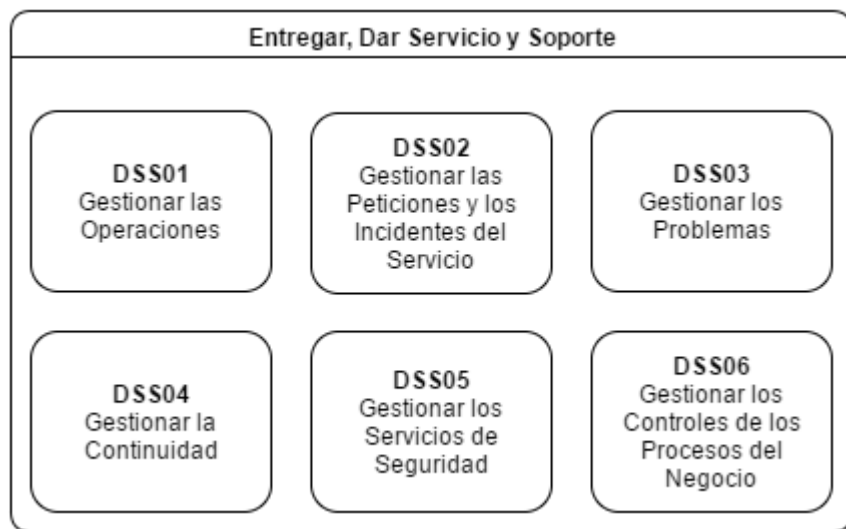 Entregar, Dar Servicio y Soporte
DSS01
Gestionar las
Operaciones
DSS02
Gestionar las
Peticiones y los
Incidentes del
Servicio
DSS03
Gestionar los
Problemas
DSS04
Gestionar la
Continuidad
DSS05
Gestionar los
Servicios de
Seguridad
DSS06
Gestionar los
Controles de los
Procesos del
Negocio